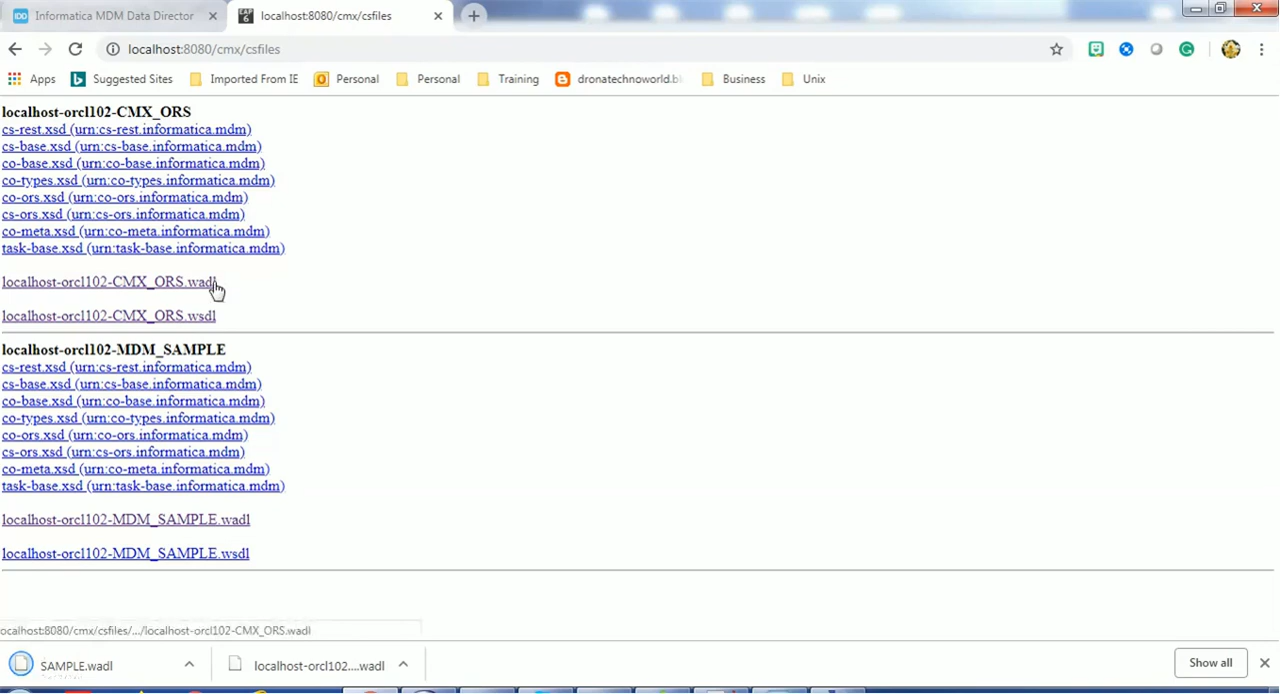 Informatica MDM Data Director
localhost:8080/cmx/csfiles
localhost:8080/cmx/csfiles
Apps
Suggested Sites
Imported From IE
Personal
Personal
Training
dronatechnoworld.bl
Business
Unix
localhost-orcl102-CMX_ORS
cs-rest.xsd (urn:cs-rest.informatica.mdm)
cs-base.xsd (urn:cs-base.informatica.mdm)
co-base.xsd (urn:co-base.informatica.mdm)
co-types.xsd (urn:co-types.informatica.mdm)
co-ors.xsd (urn:co-ors.informatica.mdm)
cs-ors.xsd (urn:cs-ors.informatica.mdm)
co-meta.xsd (urn:co-meta.informatica.mdm)
task-base.xsd (urn:task-base.informatica.mdm)
localhost-orcl102-CMX_ORS.wadl
localhost-orcl102-CMX_ORS.wsdl
localhost-orcl102-MDM_SAMPLE
cs-rest.xsd (urn:cs-rest.informatica.mdm)
cs-base.xsd (urn:cs-base.informatica.mdm)
co-base.xsd (urn:co-base.informatica.mdm)
co-types.xsd (urn:co-types.informatica.mdm)
co-ors.xsd (urn:co-ors.informatica.mdm)
cs-ors.xsd (urn:cs-ors.informatica.mdm)
co-meta.xsd (urn:co-meta.informatica.mdm)
task-base.xsd (urn:task-base.informatica.mdm)
localhost-orcl102-MDM_SAMPLE.wadl
localhost-orcl102-MDM_SAMPLE.wsdl
ocalhost:8080/cmx/csfiles/.../localhost-orcl102-CMX_ORS.wadl
SAMPLE.wadl
localhost-orcl102....wadl
Show all